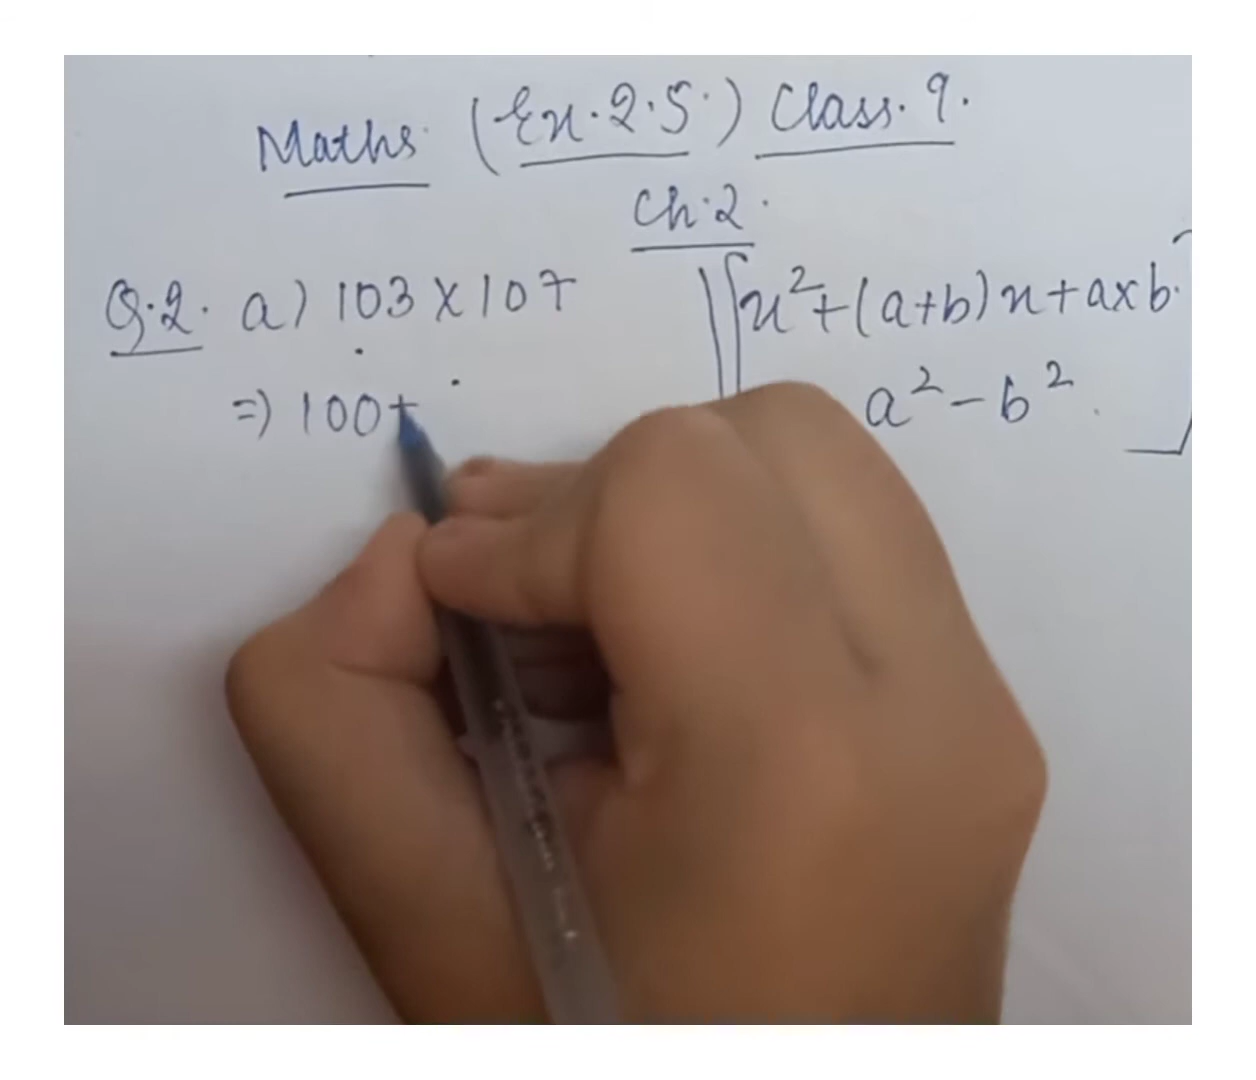 Maths (Ex. 2.5.) Class. 9.
Ch. 2.
Q.2. a) 103 x 107
x²+(a+b)x+axb.
=) 100+
a²-b².